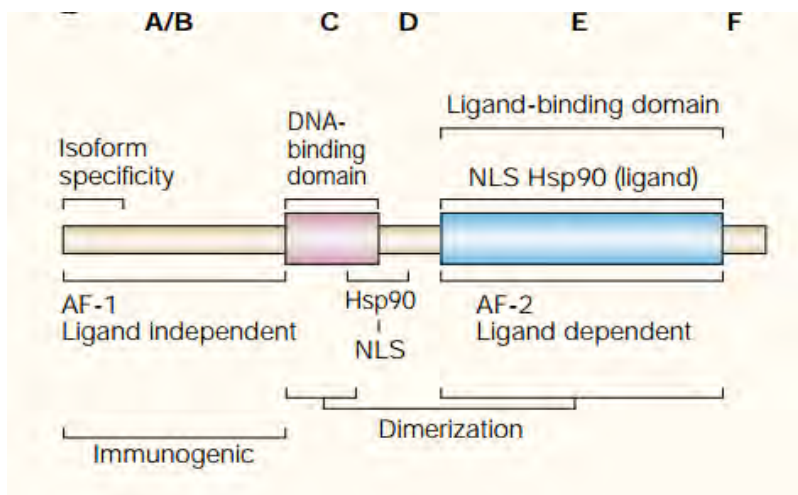 A/B C D E F
Ligand-binding domain
DNA-
binding
domain
Isoform
specificity
NLS Hsp90 (ligand)
AF-1
Ligand independent
Hsp90
NLS
AF-2
Ligand dependent
Dimerization
Immunogenic